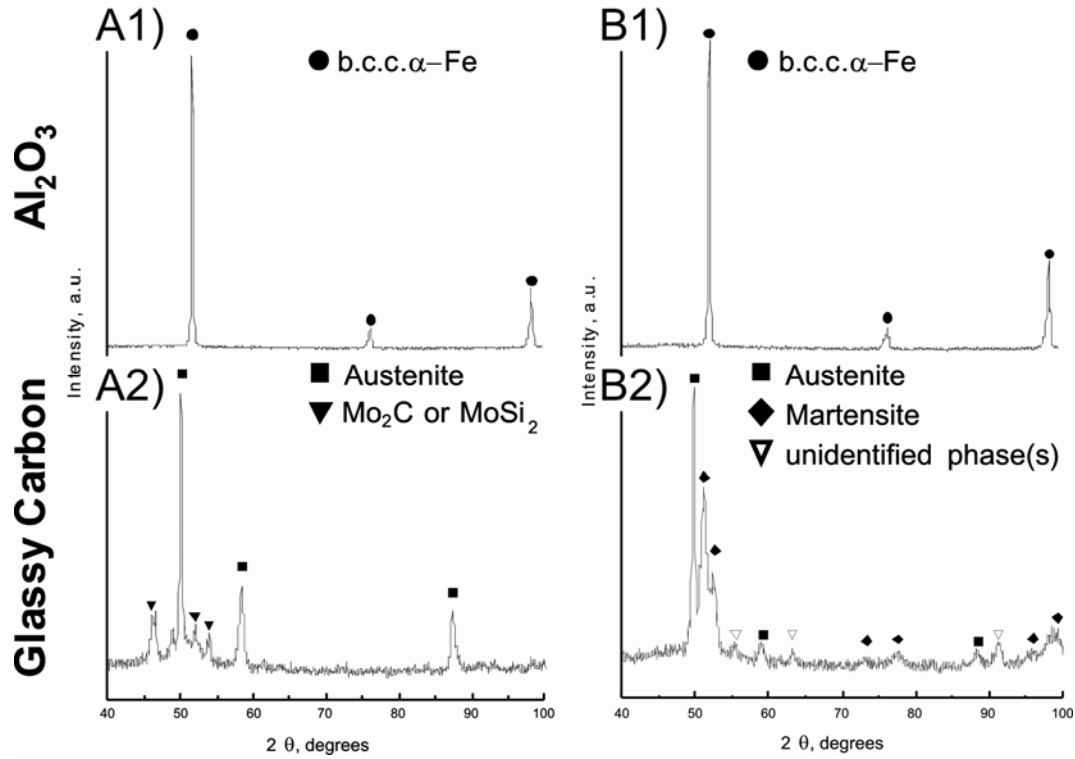 A1)
● b.c.c.α–Fe
B1)
● b.c.c.α–Fe
Al₂O₃
Intensity, a.u.
Intensity, a.u.
A2)
■ Austenite
▼ Mo₂C or MoSi₂
B2)
■ Austenite
◆ Martensite
▽ unidentified phase(s)
Glassy Carbon
40 50 60 70 80 90 100
2 θ, degrees
40 50 60 70 80 90 100
2 θ, degrees